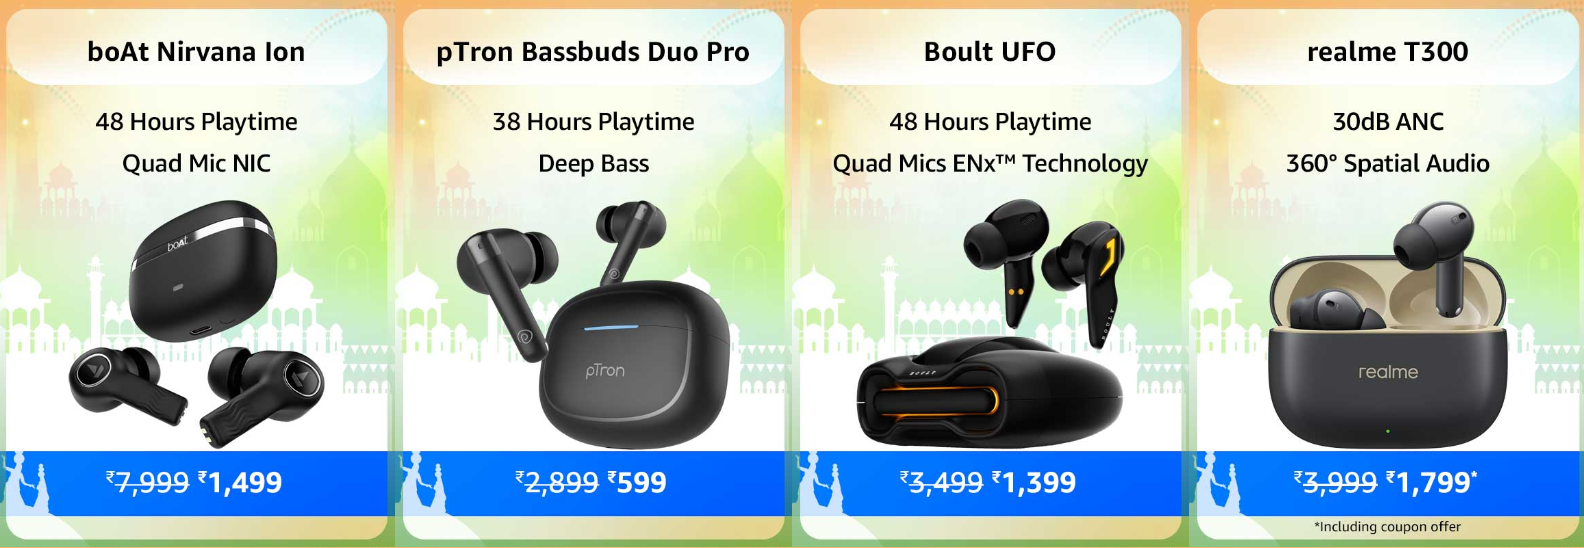 boAt Nirvana Ion
48 Hours Playtime
Quad Mic NIC
boAt
₹7,999 ₹1,499
pTron Bassbuds Duo Pro
38 Hours Playtime
Deep Bass
pTron
₹2,899 ₹599
Boult UFO
48 Hours Playtime
Quad Mics ENx™ Technology
BOULT
BOULT
₹3,499 ₹1,399
realme T300
30dB ANC
360° Spatial Audio
realme
₹3,999 ₹1,799*
*Including coupon offer